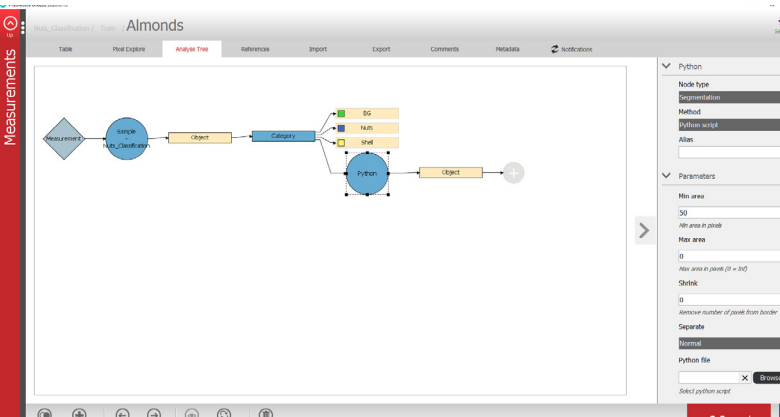 Up
Measurements
Nuts_Classification / Train / Almonds
Table
Pixel Explore
Analyse Tree
References
Import
Export
Comments
Metadata
Notifications
Measurement
Sample
-
Nuts_Classification
Object
Category
BG
Nuts
Shell
Python
Object
Python
Node type
Segmentation
Method
Python script
Alias
Parameters
Min area
50
Min area in pixels
Max area
0
Max area in pixels (0 = Inf)
Shrink
0
Remove number of pixels from border
Separate
Normal
Python file
Browse
Select python script